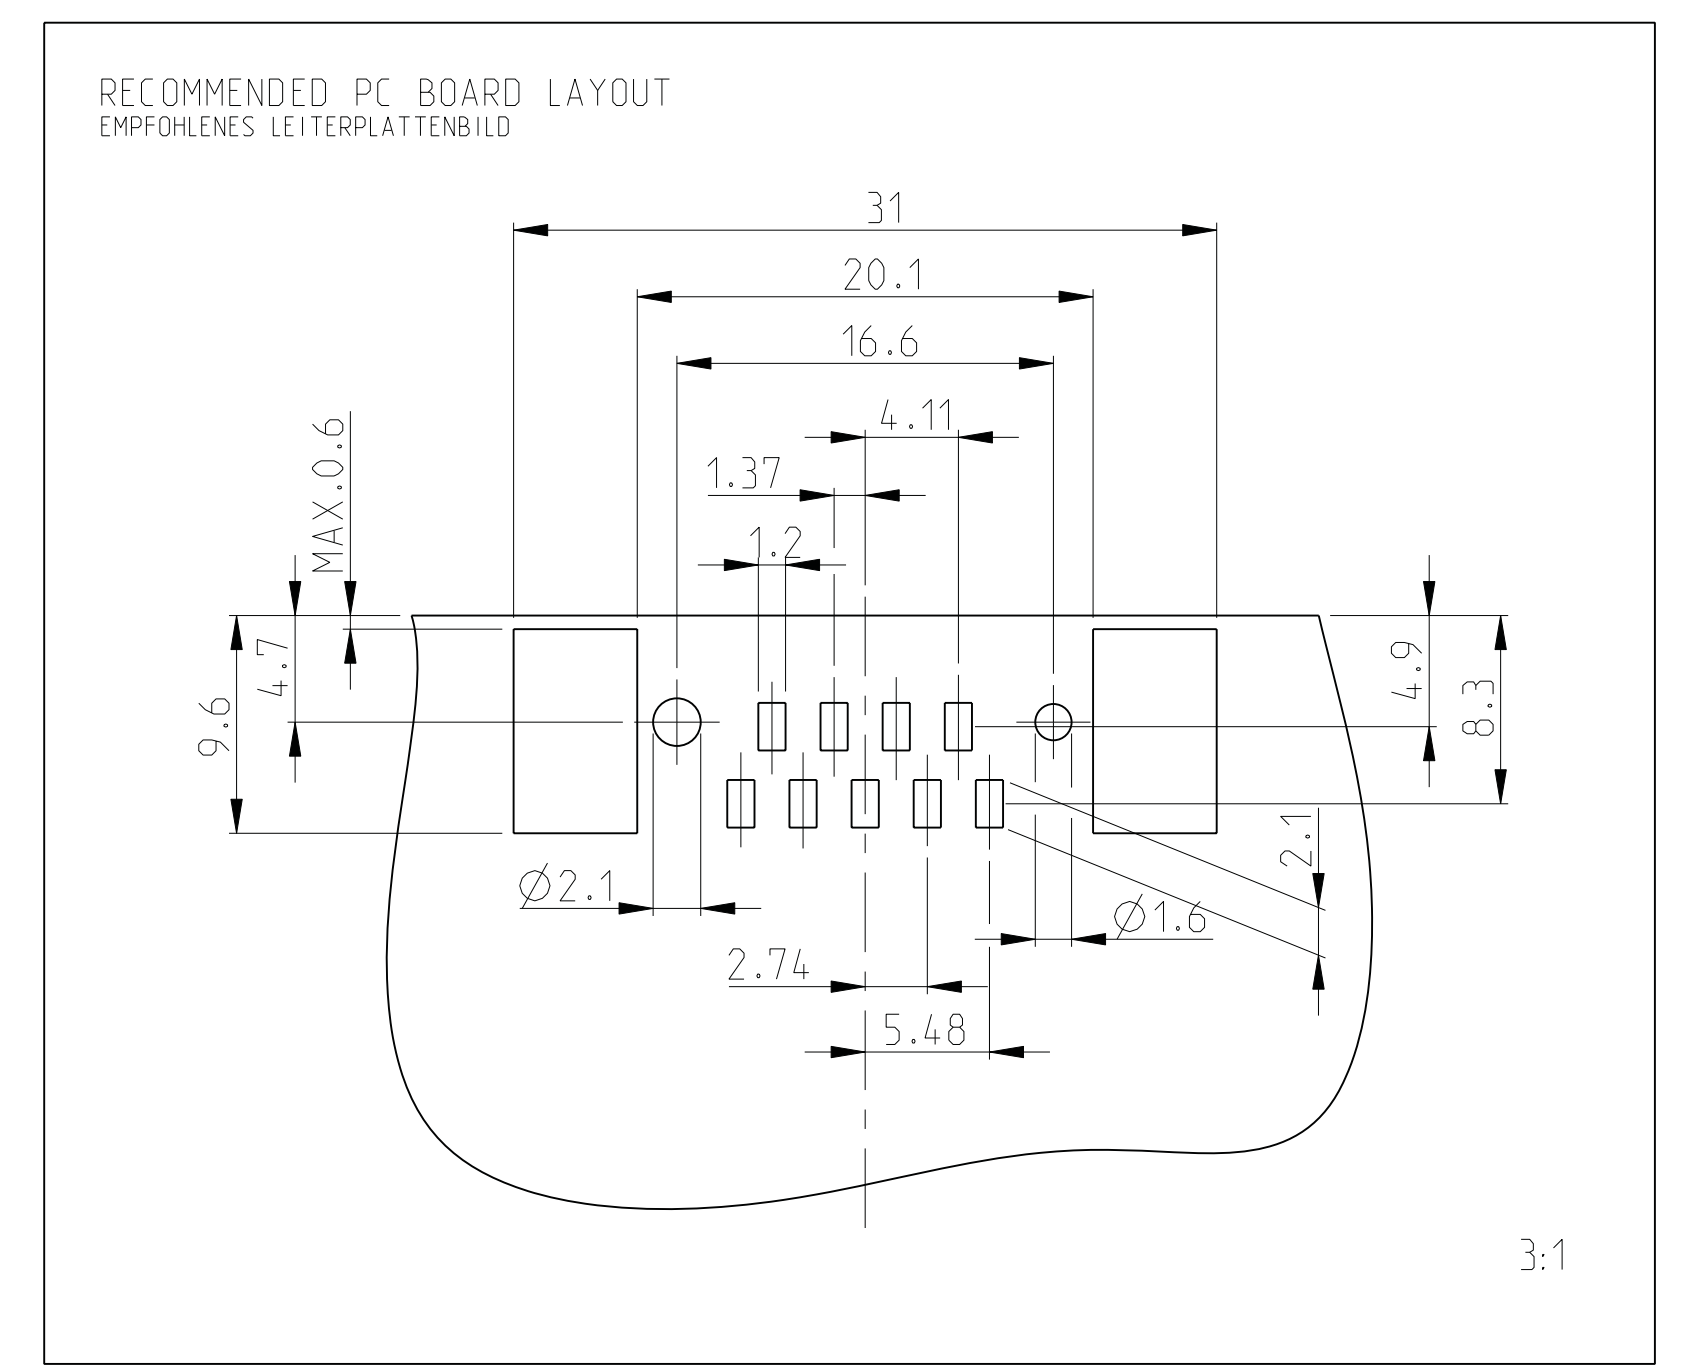 RECOMMENDED PC BOARD LAYOUT
EMPFOHLENES LEITERPLATTENBILD
31
20.1
16.6
4.11
1.37
1.2
MAX.0.6
4.7
9.6
4.9
8.3
2.1
Ø2.1
Ø1.6
2.74
5.48
3:1